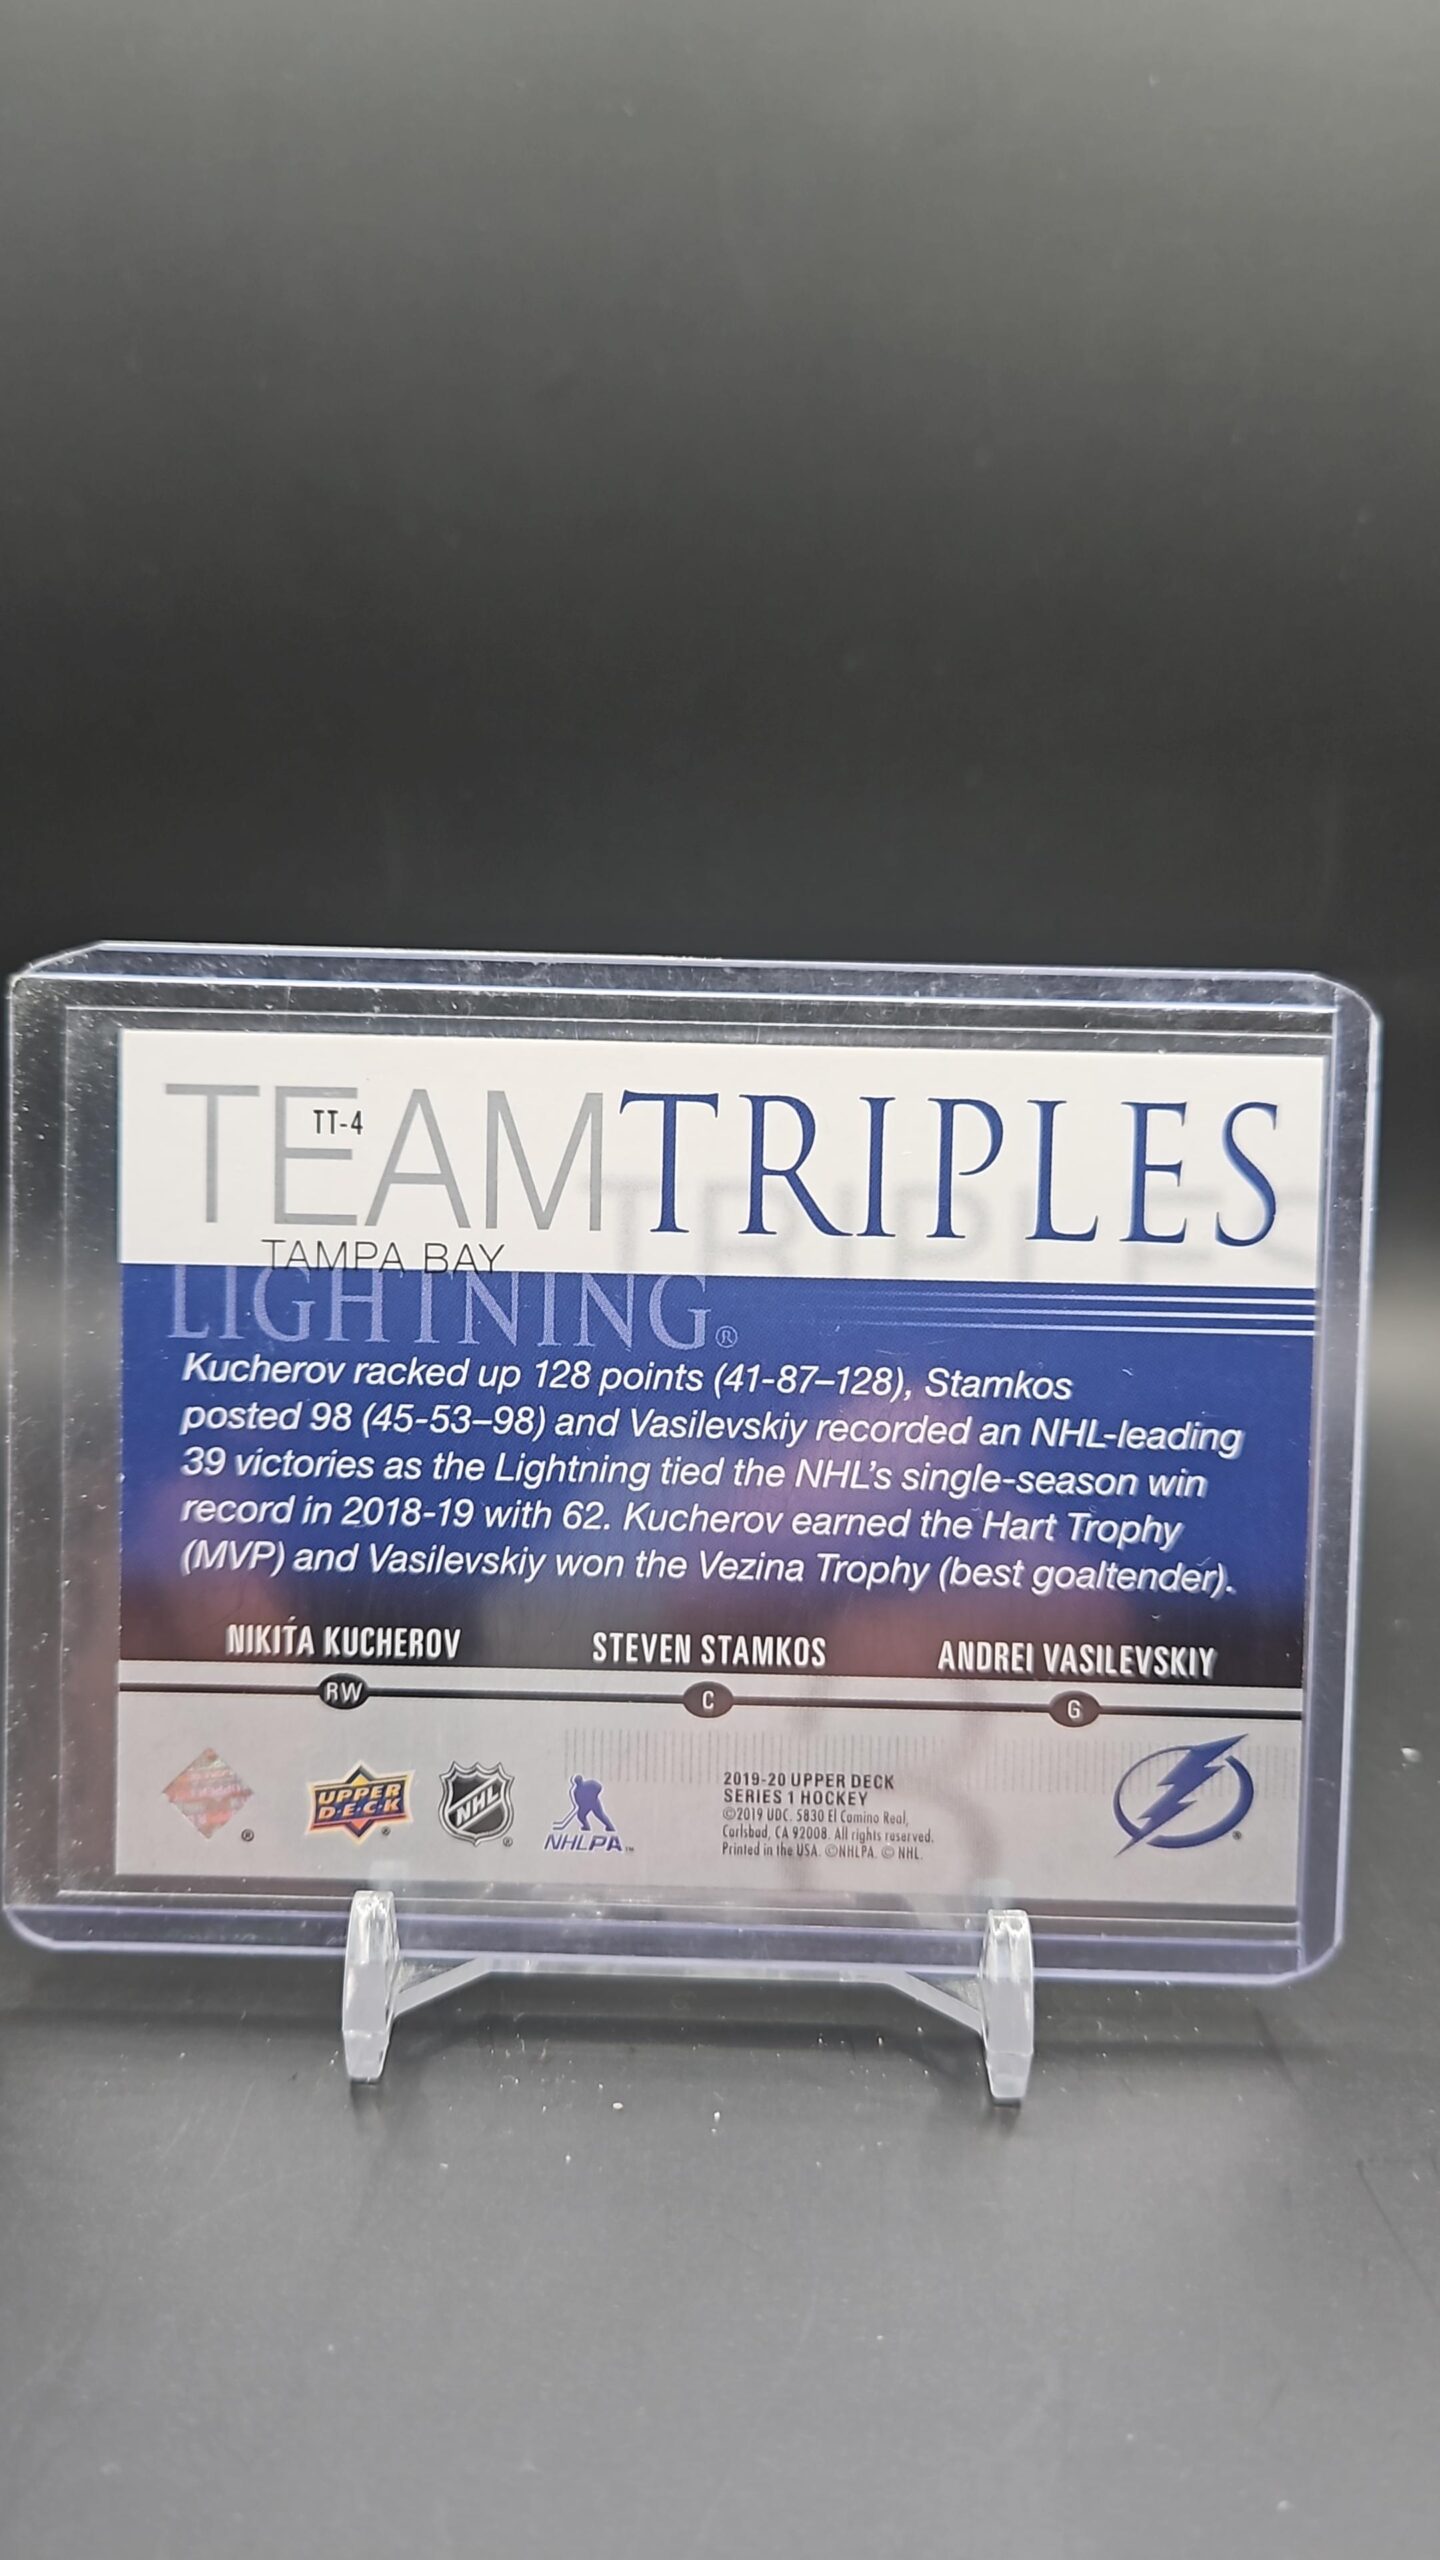 TEAM TRIPLES
TT-4
TAMPA BAY
LIGHTNING®
Kucherov racked up 128 points (41-87–128), Stamkos
posted 98 (45-53–98) and Vasilevskiy recorded an NHL-leading
39 victories as the Lightning tied the NHL's single-season win
record in 2018-19 with 62. Kucherov earned the Hart Trophy
(MVP) and Vasilevskiy won the Vezina Trophy (best goaltender).
NIKITA KUCHEROV STEVEN STAMKOS ANDREI VASILEVSKIY
RW C G
UPPER
D·E·C·K
NHL
NHLPA™
2019-20 UPPER DECK
SERIES 1 HOCKEY
©2019 UDC. 5830 El Camino Real,
Carlsbad, CA 92008. All rights reserved.
Printed in the USA. ©NHLPA. © NHL.